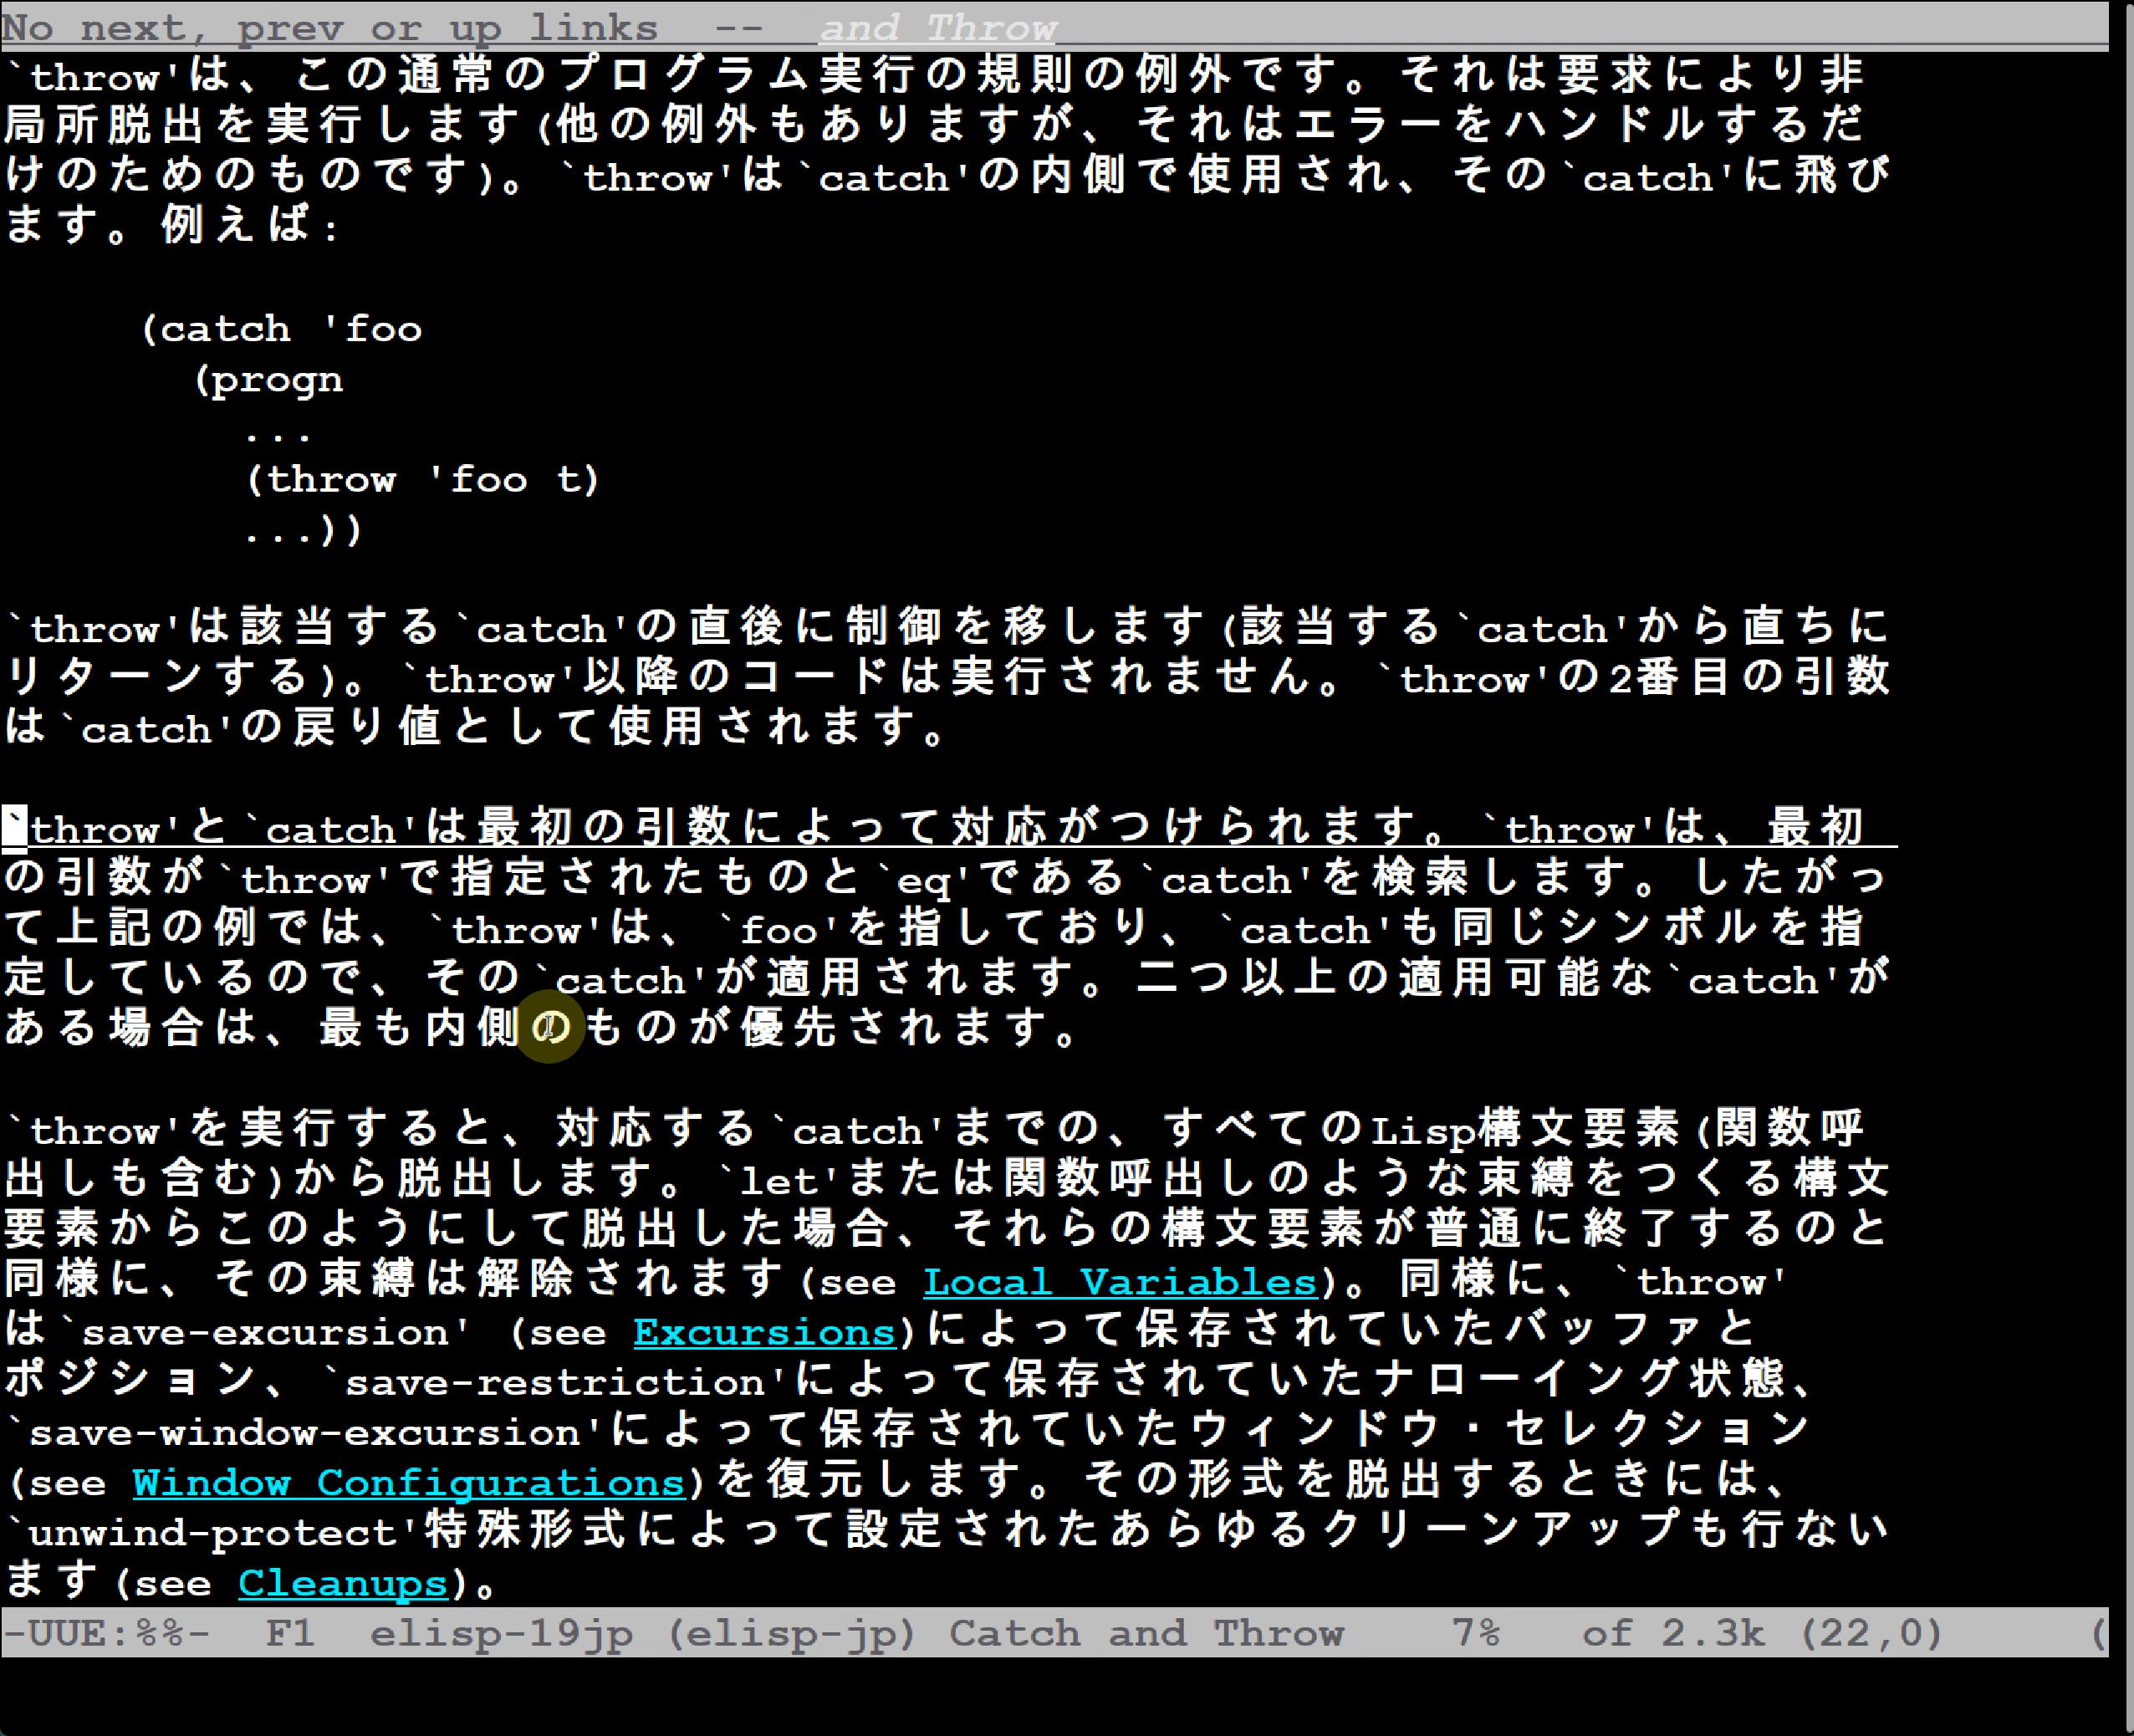 No next, prev or up links  --  and Throw
`throw'は、この通常のプログラム実行の規則の例外です。それは要求により非
局所脱出を実行します(他の例外もありますが、それはエラーをハンドルするだ
けのためのものです)。`throw'は`catch'の内側で使用され、その`catch'に飛び
ます。例えば:
(catch 'foo
(progn
...
(throw 'foo t)
...))
`throw'は該当する`catch'の直後に制御を移します(該当する`catch'から直ちに
リターンする)。`throw'以降のコードは実行されません。`throw'の2番目の引数
は`catch'の戻り値として使用されます。
`throw'と`catch'は最初の引数によって対応がつけられます。`throw'は、最初
の引数が`throw'で指定されたものと`eq'である`catch'を検索します。したがっ
て上記の例では、`throw'は、`foo'を指しており、`catch'も同じシンボルを指
定しているので、その`catch'が適用されます。二つ以上の適用可能な`catch'が
ある場合は、最も内側のものが優先されます。
`throw'を実行すると、対応する`catch'までの、すべてのLisp構文要素(関数呼
出しも含む)から脱出します。`let'または関数呼出しのような束縛をつくる構文
要素からこのようにして脱出した場合、それらの構文要素が普通に終了するのと
同様に、その束縛は解除されます(see Local Variables)。同様に、`throw'
は`save-excursion' (see Excursions)によって保存されていたバッファと
ポジション、`save-restriction'によって保存されていたナローイング状態、
`save-window-excursion'によって保存されていたウィンドウ・セレクション
(see Window Configurations)を復元します。その形式を脱出するときには、
`unwind-protect'特殊形式によって設定されたあらゆるクリーンアップも行ない
ます(see Cleanups)。
-UUE:%%-  F1  elisp-19jp (elisp-jp) Catch and Throw    7%   of 2.3k (22,0)     (